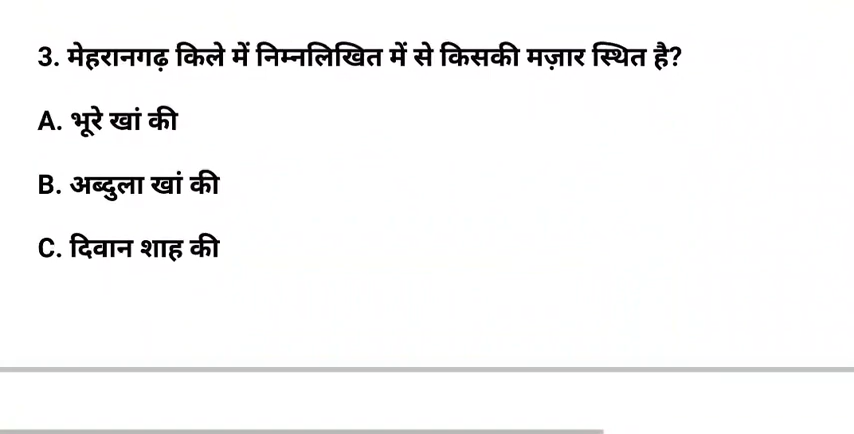 3. मेहरानगढ़ किले में निम्नलिखित में से किसकी मज़ार स्थित है?
A. भूरे खां की
B. अब्दुला खां की
C. दिवान शाह की